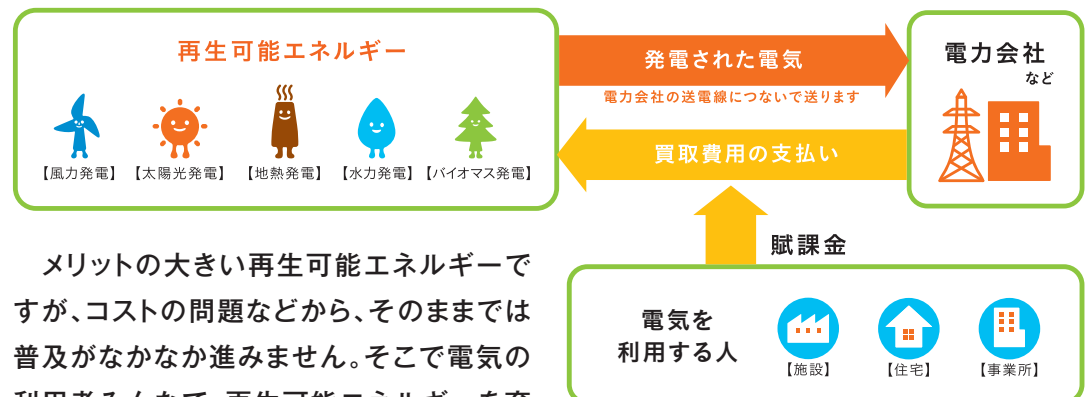 再生可能エネルギー
【風力発電】 【太陽光発電】 【地熱発電】 【水力発電】 【バイオマス発電】
発電された電気
電力会社の送電線につないで送ります
買取費用の支払い
電力会社
など
賦課金
電気を
利用する人
【施設】 【住宅】 【事業所】
メリットの大きい再生可能エネルギーで
すが、コストの問題などから、そのままでは
普及がなかなか進みません。そこで電気の